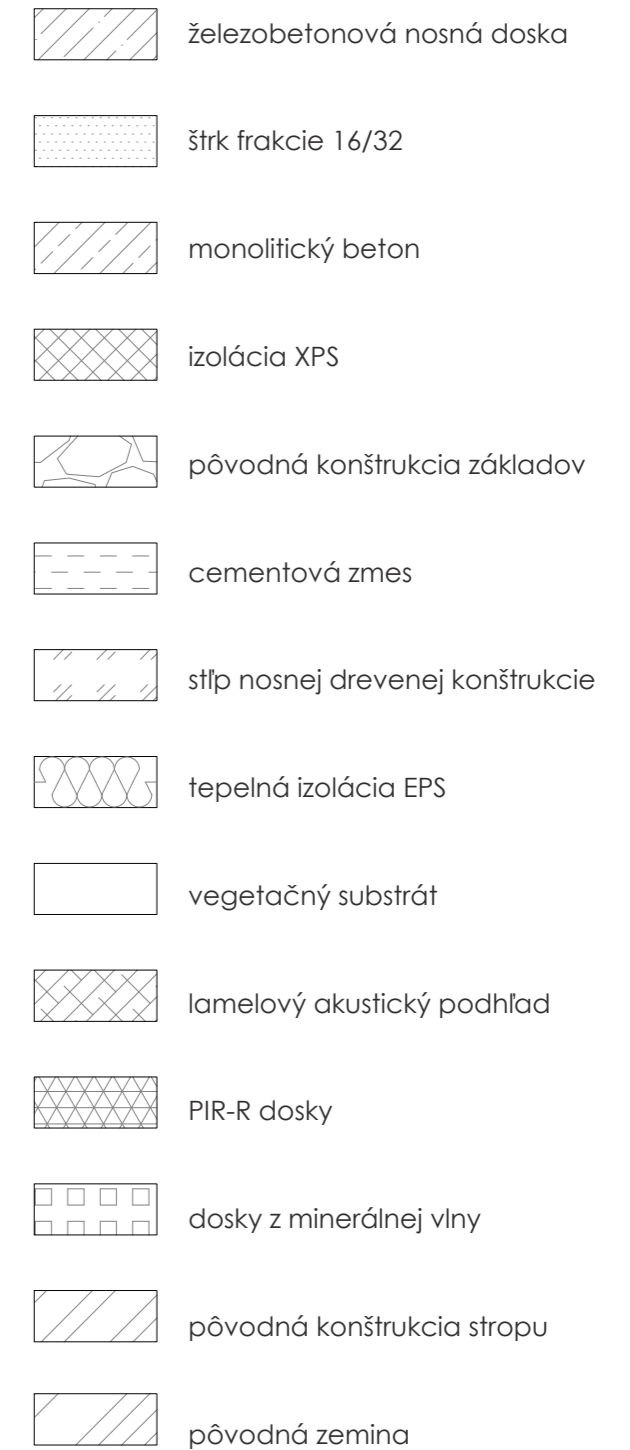 železobetonová nosná doska
štrk frakcie 16/32
monolitický beton
izolácia XPS
pôvodná konštrukcia základov
cementová zmes
stĺp nosnej drevenej konštrukcie
tepelná izolácia EPS
vegetačný substrát
lamelový akustický podhľad
PIR-R dosky
dosky z minerálnej vlny
pôvodná konštrukcia stropu
pôvodná zemina